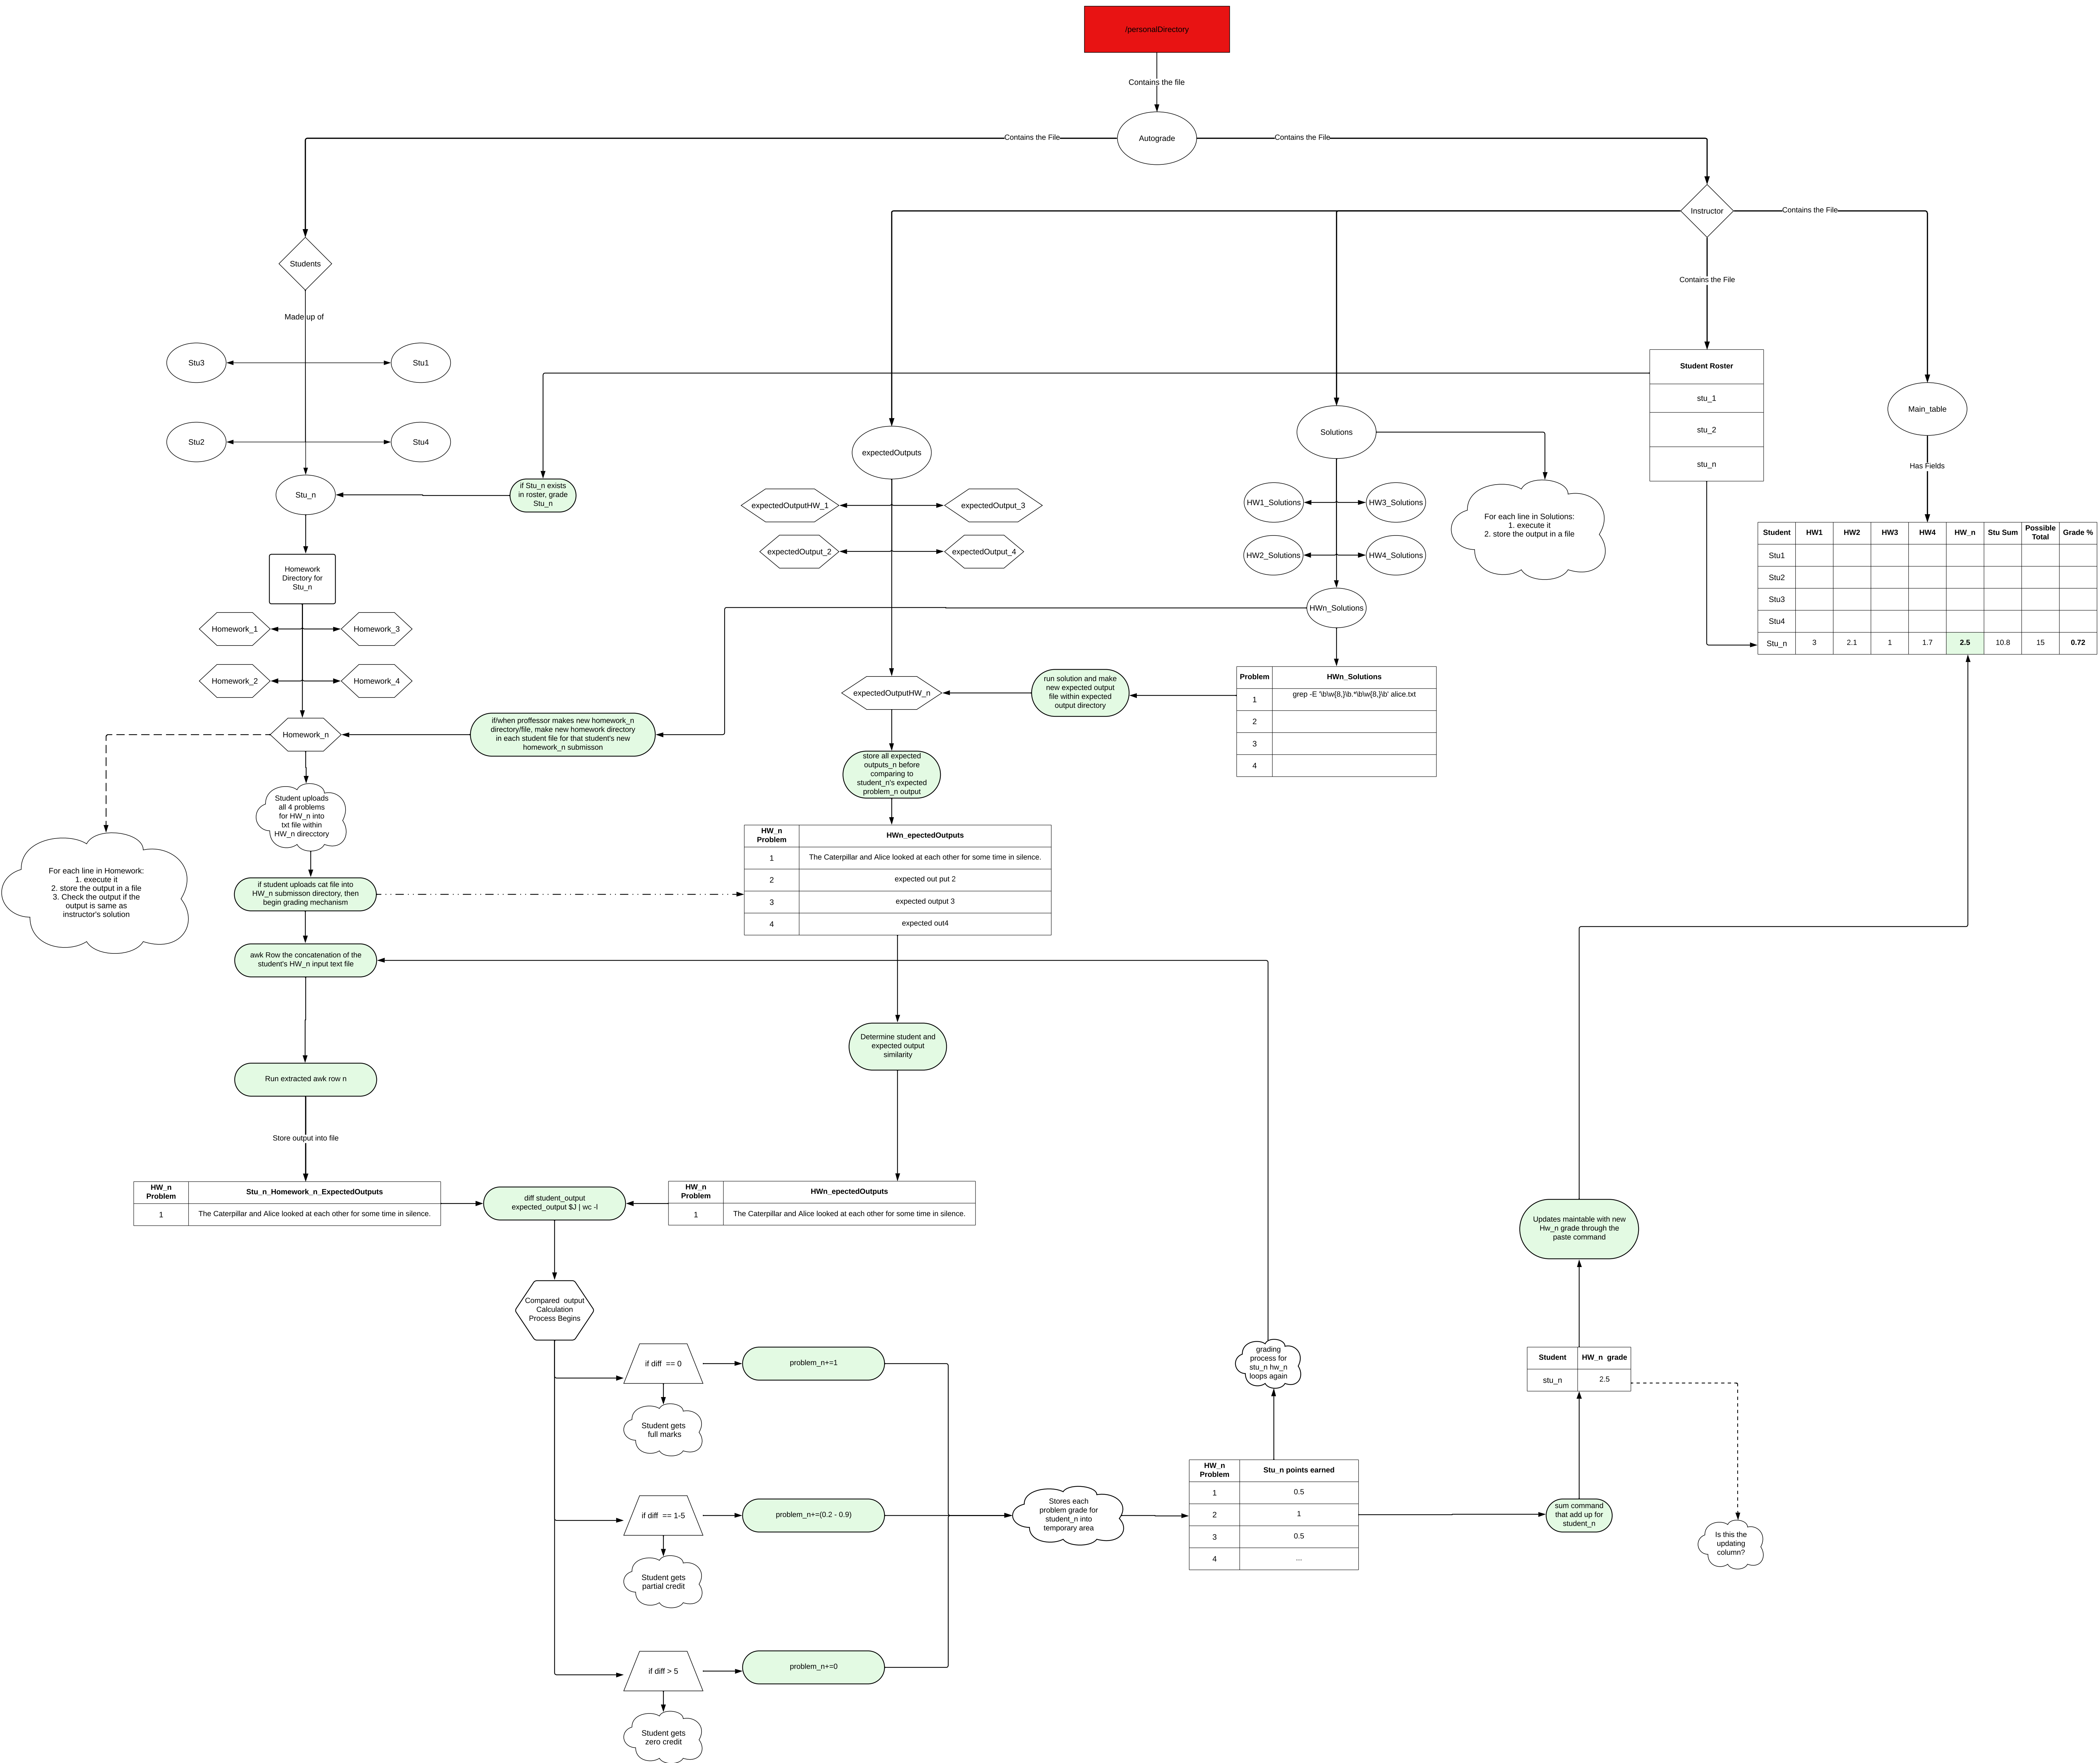 /personalDirectory
Contains the file
Autograde
Contains the File
Contains the File
Instructor
Contains the File
Contains the File
Students
Made up of
Stu3
Stu1
Stu2
Stu4
Stu_n
if Stu_n exists
in roster, grade
Stu_n
Student Roster
stu_1
stu_2
stu_n
Main_table
Has Fields
Student HW1 HW2 HW3 HW4 HW_n Stu Sum Possible Total Grade %
Stu1
Stu2
Stu3
Stu4
Stu_n 3 2.1 1 1.7 2.5 10.8 15 0.72
expectedOutputs
expectedOutputHW_1
expectedOutput_3
expectedOutput_2
expectedOutput_4
Solutions
HW1_Solutions
HW3_Solutions
HW2_Solutions
HW4_Solutions
HWn_Solutions
For each line in Solutions:
1. execute it
2. store the output in a file
Homework
Directory for
Stu_n
Homework_1
Homework_3
Homework_2
Homework_4
Homework_n
if/when proffessor makes new homework_n
directory/file, make new homework directory
in each student file for that student's new
homework_n submisson
expectedOutputHW_n
run solution and make
new expected output
file within expected
output directory
Problem HWn_Solutions
1 grep -E '\b\w{8,}\b.*\b\w{8,}\b' alice.txt
2
3
4
store all expected
outputs_n before
comparing to
student_n's expected
problem_n output
Student uploads
all 4 problems
for HW_n into
txt file within
HW_n direcctory
For each line in Homework:
1. execute it
2. store the output in a file
3. Check the output if the
output is same as
instructor's solution
if student uploads cat file into
HW_n submisson directory, then
begin grading mechanism
HW_n
Problem HWn_epectedOutputs
1 The Caterpillar and Alice looked at each other for some time in silence.
2 expected out put 2
3 expected output 3
4 expected out4
awk Row the concatenation of the
student's HW_n input text file
Determine student and
expected output
similarity
Run extracted awk row n
Store output into file
HW_n
Problem Stu_n_Homework_n_ExpectedOutputs
1 The Caterpillar and Alice looked at each other for some time in silence.
diff student_output
expected_output $J | wc -l
HW_n
Problem HWn_epectedOutputs
1 The Caterpillar and Alice looked at each other for some time in silence.
Compared output
Calculation
Process Begins
if diff == 0
problem_n+=1
Student gets
full marks
if diff == 1-5
problem_n+=(0.2 - 0.9)
Student gets
partial credit
if diff > 5
problem_n+=0
Student gets
zero credit
Stores each
problem grade for
student_n into
temporary area
grading
process for
stu_n hw_n
loops again
HW_n
Problem Stu_n points earned
1 0.5
2 1
3 0.5
4 ...
sum command
that add up for
student_n
Student HW_n grade
stu_n 2.5
Is this the
updating
column?
Updates maintable with new
Hw_n grade through the
paste command